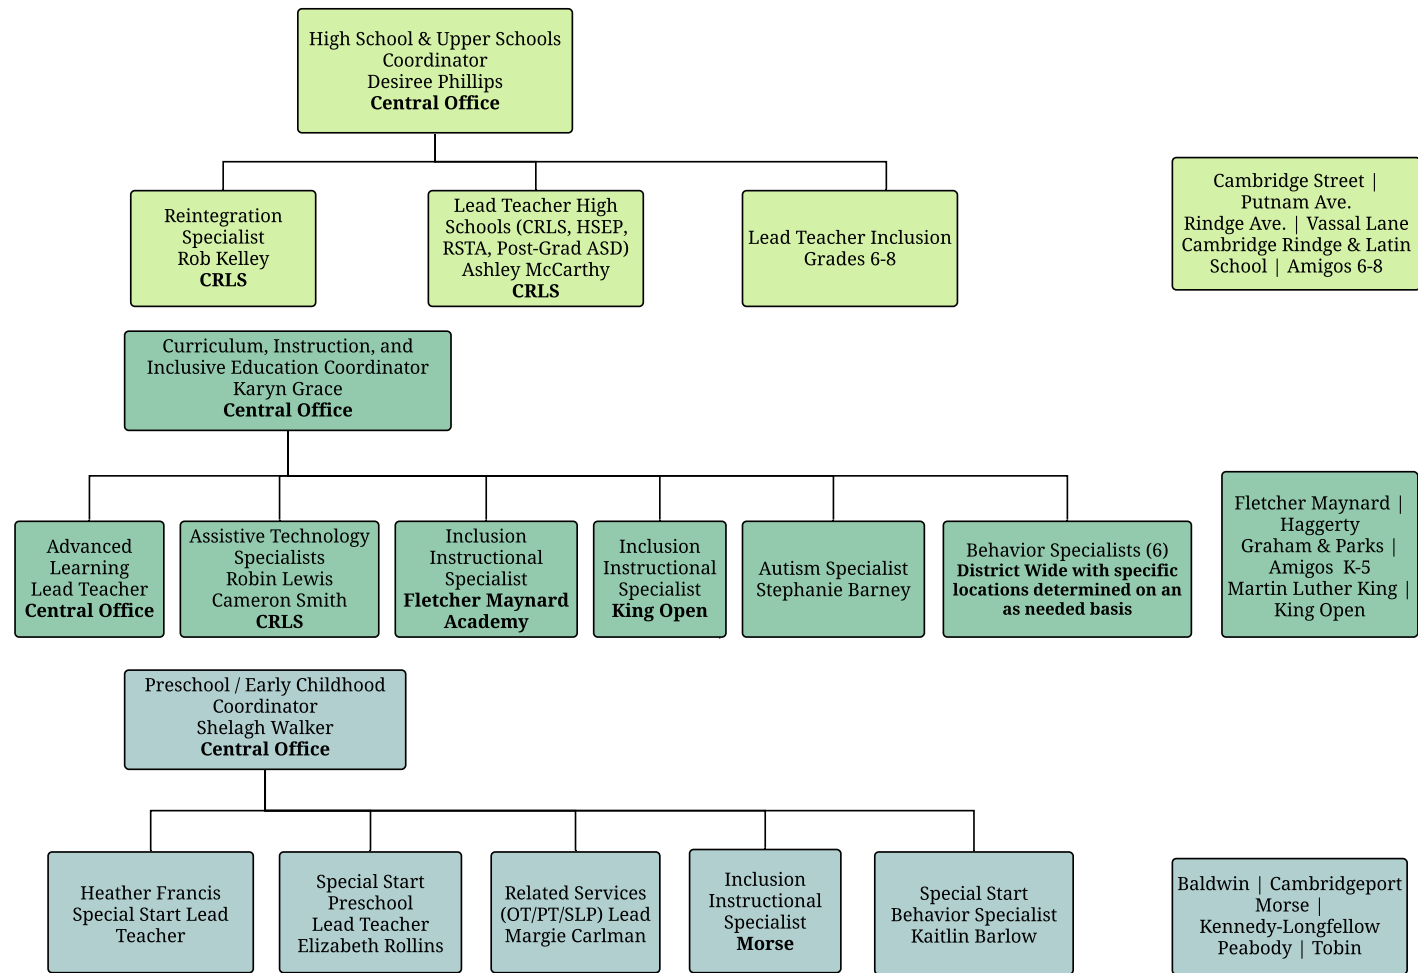 High School & Upper Schools
Coordinator
Desiree Phillips
Central Office
Reintegration
Specialist
Rob Kelley
CRLS
Lead Teacher High
Schools (CRLS, HSEP,
RSTA, Post-Grad ASD)
Ashley McCarthy
CRLS
Lead Teacher Inclusion
Grades 6-8
Cambridge Street |
Putnam Ave.
Rindge Ave. | Vassal Lane
Cambridge Rindge & Latin
School | Amigos 6-8
Curriculum, Instruction, and
Inclusive Education Coordinator
Karyn Grace
Central Office
Advanced
Learning
Lead Teacher
Central Office
Assistive Technology
Specialists
Robin Lewis
Cameron Smith
CRLS
Inclusion
Instructional
Specialist
Fletcher Maynard
Academy
Inclusion
Instructional
Specialist
King Open
Autism Specialist
Stephanie Barney
Behavior Specialists (6)
District Wide with specific
locations determined on an
as needed basis
Fletcher Maynard |
Haggerty
Graham & Parks |
Amigos K-5
Martin Luther King |
King Open
Preschool / Early Childhood
Coordinator
Shelagh Walker
Central Office
Heather Francis
Special Start Lead
Teacher
Special Start
Preschool
Lead Teacher
Elizabeth Rollins
Related Services
(OT/PT/SLP) Lead
Margie Carlman
Inclusion
Instructional
Specialist
Morse
Special Start
Behavior Specialist
Kaitlin Barlow
Baldwin | Cambridgeport
Morse |
Kennedy-Longfellow
Peabody | Tobin